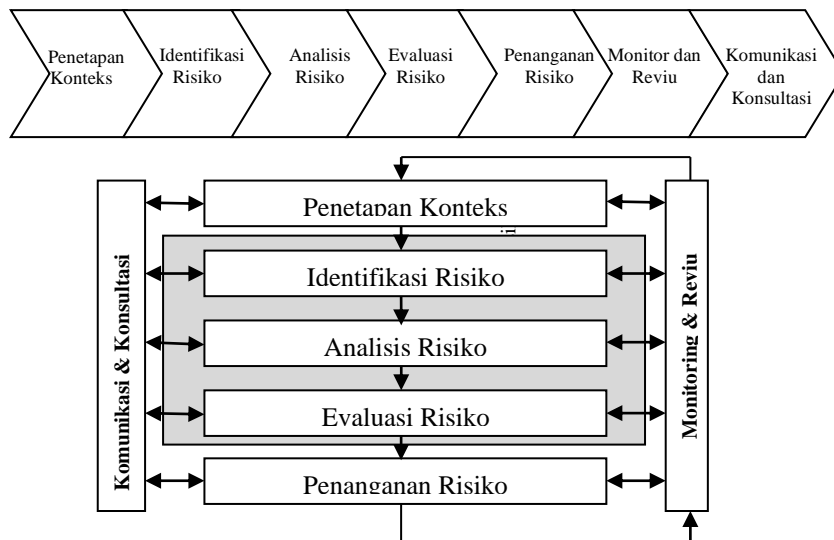 Penetapan
Konteks
Identifikasi
Risiko
Analisis
Risiko
Evaluasi
Risiko
Penanganan
Risiko
Monitor dan
Reviu
Komunikasi
dan
Konsultasi
Penetapan Konteks
Identifikasi Risiko
Analisis Risiko
Evaluasi Risiko
Penanganan Risiko
Komunikasi & Konsultasi
Monitoring & Reviu